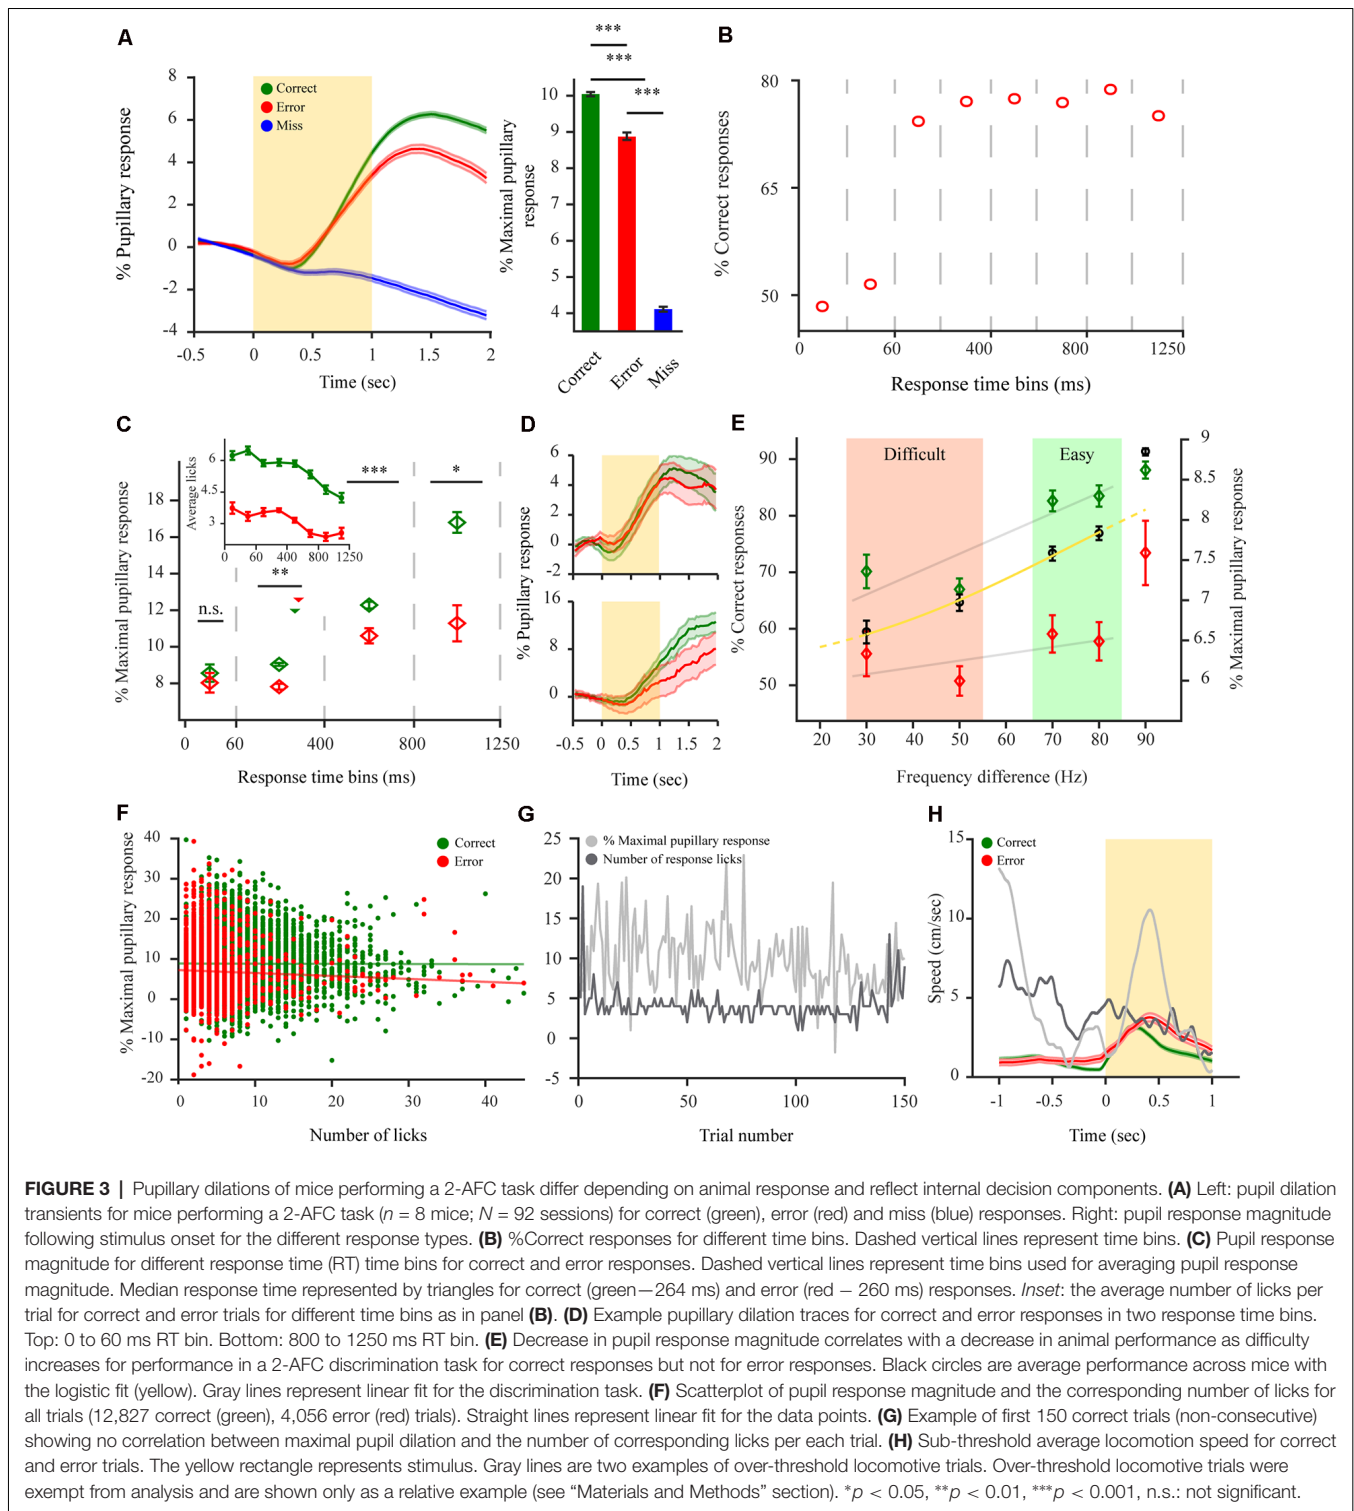 A
% Pupillary response
8
6
4
2
0
-2
-4
Correct
Error
Miss
-0.5
0
0.5
1
1.5
2
Time (sec)
***
***
***
% Maximal pupillary
response
10
9
8
7
6
5
4
Correct
Error
Miss
B
% Correct responses
80
65
50
0
60
400
800
1250
Response time bins (ms)
C
% Maximal pupillary response
18
16
14
12
10
8
Average licks
6
4.5
3
0
60
400
800
1250
***
*
**
n.s.
0
60
400
800
1250
Response time bins (ms)
D
% Pupillary response
6
4
2
0
-2
16
8
0
-0.5
0
0.5
1
1.5
2
Time (sec)
E
% Correct responses
90
80
70
60
50
Difficult
Easy
9
8.5
8
7.5
7
6.5
6
% Maximal pupillary response
20
30
40
50
60
70
80
90
Frequency difference (Hz)
F
% Maximal pupillary response
40
30
20
10
0
-10
-20
Correct
Error
0
10
20
30
40
Number of licks
G
25
20
15
10
5
0
-5
% Maximal pupillary response
Number of response licks
0
50
100
150
Trial number
H
Speed (cm/sec)
15
10
5
0
Correct
Error
-1
-0.5
0
0.5
1
Time (sec)
FIGURE 3 | Pupillary dilations of mice performing a 2-AFC task differ depending on animal response and reflect internal decision components. (A) Left: pupil dilation
transients for mice performing a 2-AFC task (n = 8 mice; N = 92 sessions) for correct (green), error (red) and miss (blue) responses. Right: pupil response magnitude
following stimulus onset for the different response types. (B) %Correct responses for different time bins. Dashed vertical lines represent time bins. (C) Pupil response
magnitude for different response time (RT) time bins for correct and error responses. Dashed vertical lines represent time bins used for averaging pupil response
magnitude. Median response time represented by triangles for correct (green—264 ms) and error (red – 260 ms) responses. Inset: the average number of licks per
trial for correct and error trials for different time bins as in panel (B). (D) Example pupillary dilation traces for correct and error responses in two response time bins.
Top: 0 to 60 ms RT bin. Bottom: 800 to 1250 ms RT bin. (E) Decrease in pupil response magnitude correlates with a decrease in animal performance as difficulty
increases for performance in a 2-AFC discrimination task for correct responses but not for error responses. Black circles are average performance across mice with
the logistic fit (yellow). Gray lines represent linear fit for the discrimination task. (F) Scatterplot of pupil response magnitude and the corresponding number of licks for
all trials (12,827 correct (green), 4,056 error (red) trials). Straight lines represent linear fit for the data points. (G) Example of first 150 correct trials (non-consecutive)
showing no correlation between maximal pupil dilation and the number of corresponding licks per each trial. (H) Sub-threshold average locomotion speed for correct
and error trials. The yellow rectangle represents stimulus. Gray lines are two examples of over-threshold locomotive trials. Over-threshold locomotive trials were
exempt from analysis and are shown only as a relative example (see “Materials and Methods” section). *p < 0.05, **p < 0.01, ***p < 0.001, n.s.: not significant.